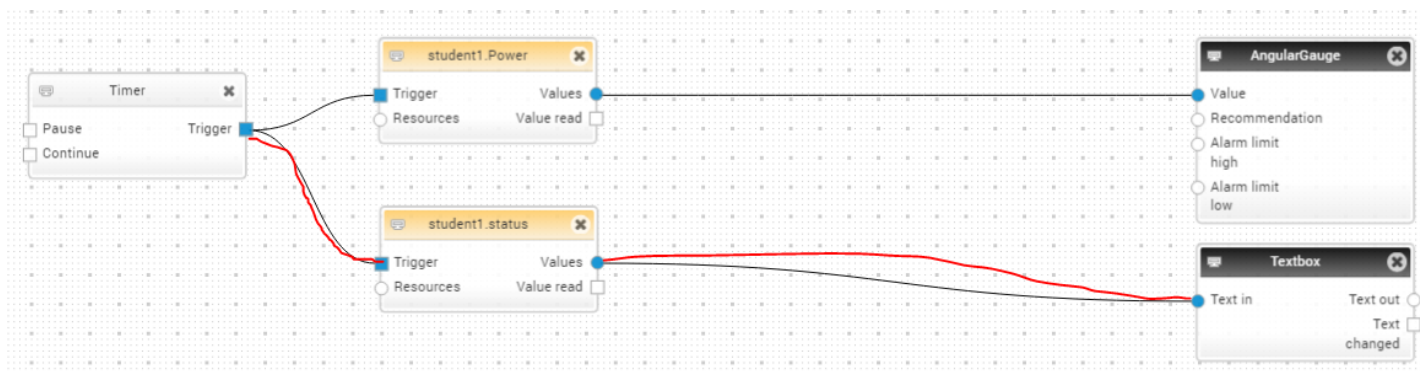 Timer
Pause
Trigger
Continue
student1.Power
Trigger
Values
Resources
Value read
student1.status
Trigger
Values
Resources
Value read
AngularGauge
Value
Recommendation
Alarm limit
high
Alarm limit
low
Textbox
Text in
Text out
Text
changed